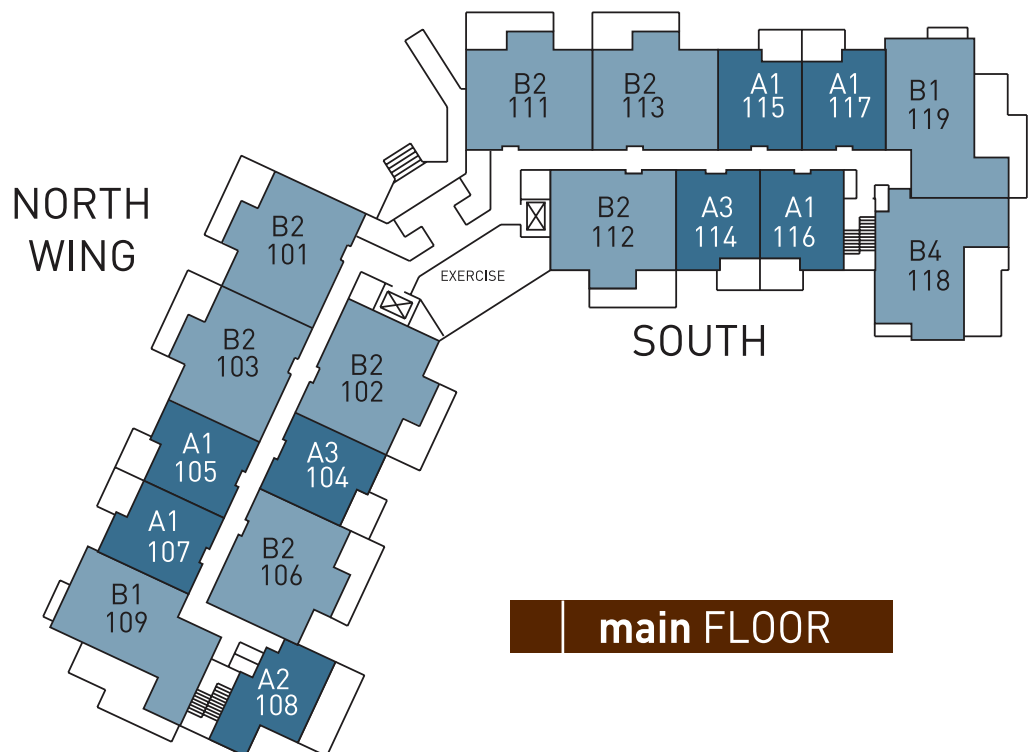 NORTH
WING
B2
111
B2
113
A1
115
A1
117
B1
119
B2
112
A3
114
A1
116
B4
118
SOUTH
EXERCISE
B2
101
B2
103
B2
102
A1
105
A3
104
A1
107
B2
106
B1
109
A2
108
main FLOOR